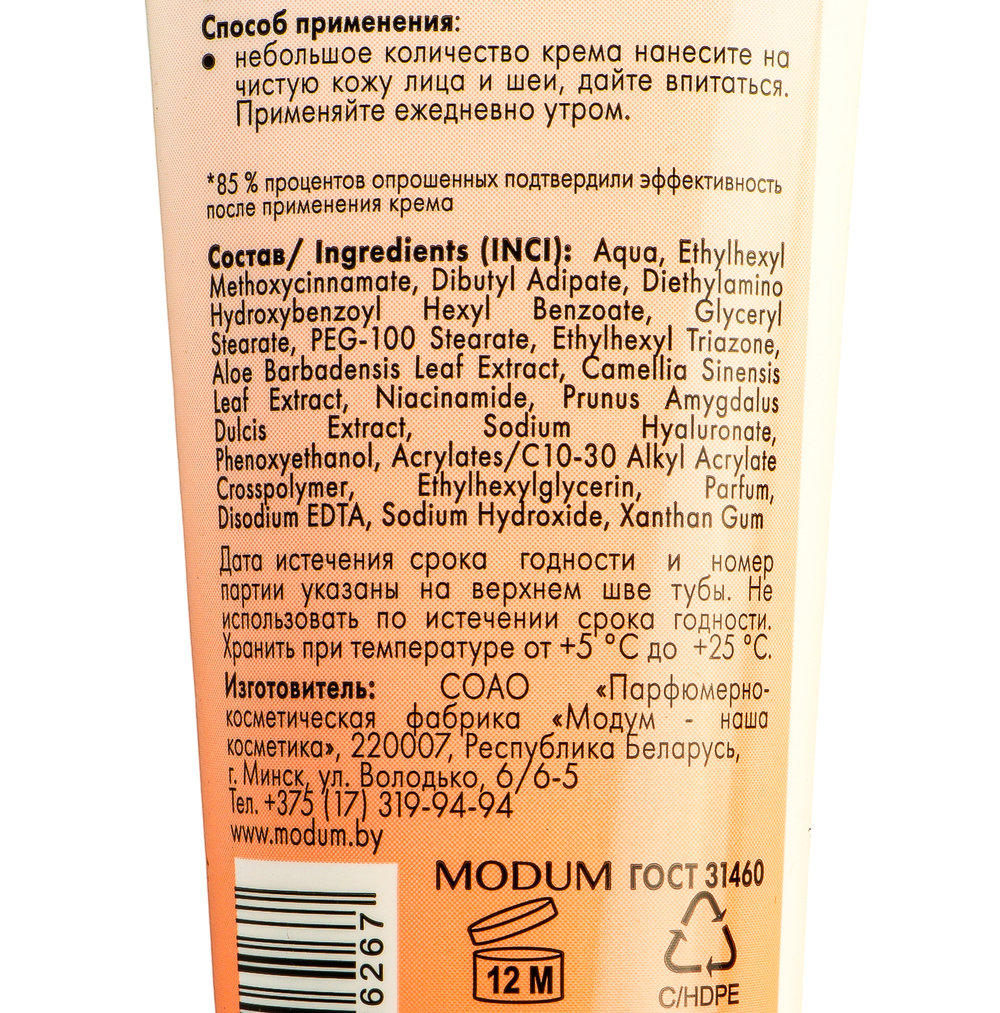 Способ применения:
• небольшое количество крема нанесите на
чистую кожу лица и шеи, дайте впитаться.
Применяйте ежедневно утром.
*85 % процентов опрошенных подтвердили эффективность
после применения крема
Состав/ Ingredients (INCI): Aqua, Ethylhexyl
Methoxycinnamate, Dibutyl Adipate, Diethylamino
Hydroxybenzoyl Hexyl Benzoate, Glyceryl
Stearate, PEG-100 Stearate, Ethylhexyl Triazone,
Aloe Barbadensis Leaf Extract, Camellia Sinensis
Leaf Extract, Niacinamide, Prunus Amygdalus
Dulcis Extract, Sodium Hyaluronate,
Phenoxyethanol, Acrylates/C10-30 Alkyl Acrylate
Crosspolymer, Ethylhexylglycerin, Parfum,
Disodium EDTA, Sodium Hydroxide, Xanthan Gum
Дата истечения срока годности и номер
партии указаны на верхнем шве тубы. Не
использовать по истечении срока годности.
Хранить при температуре от +5 °С до +25 °С.
Изготовитель: СОАО «Парфюмерно-
косметическая фабрика «Модум - наша
косметика», 220007, Республика Беларусь,
г. Минск, ул. Володько, 6/6-5
Тел. +375 (17) 319-94-94
www.modum.by
MODUM ГОСТ 31460
6267
12 M
C/HDPE